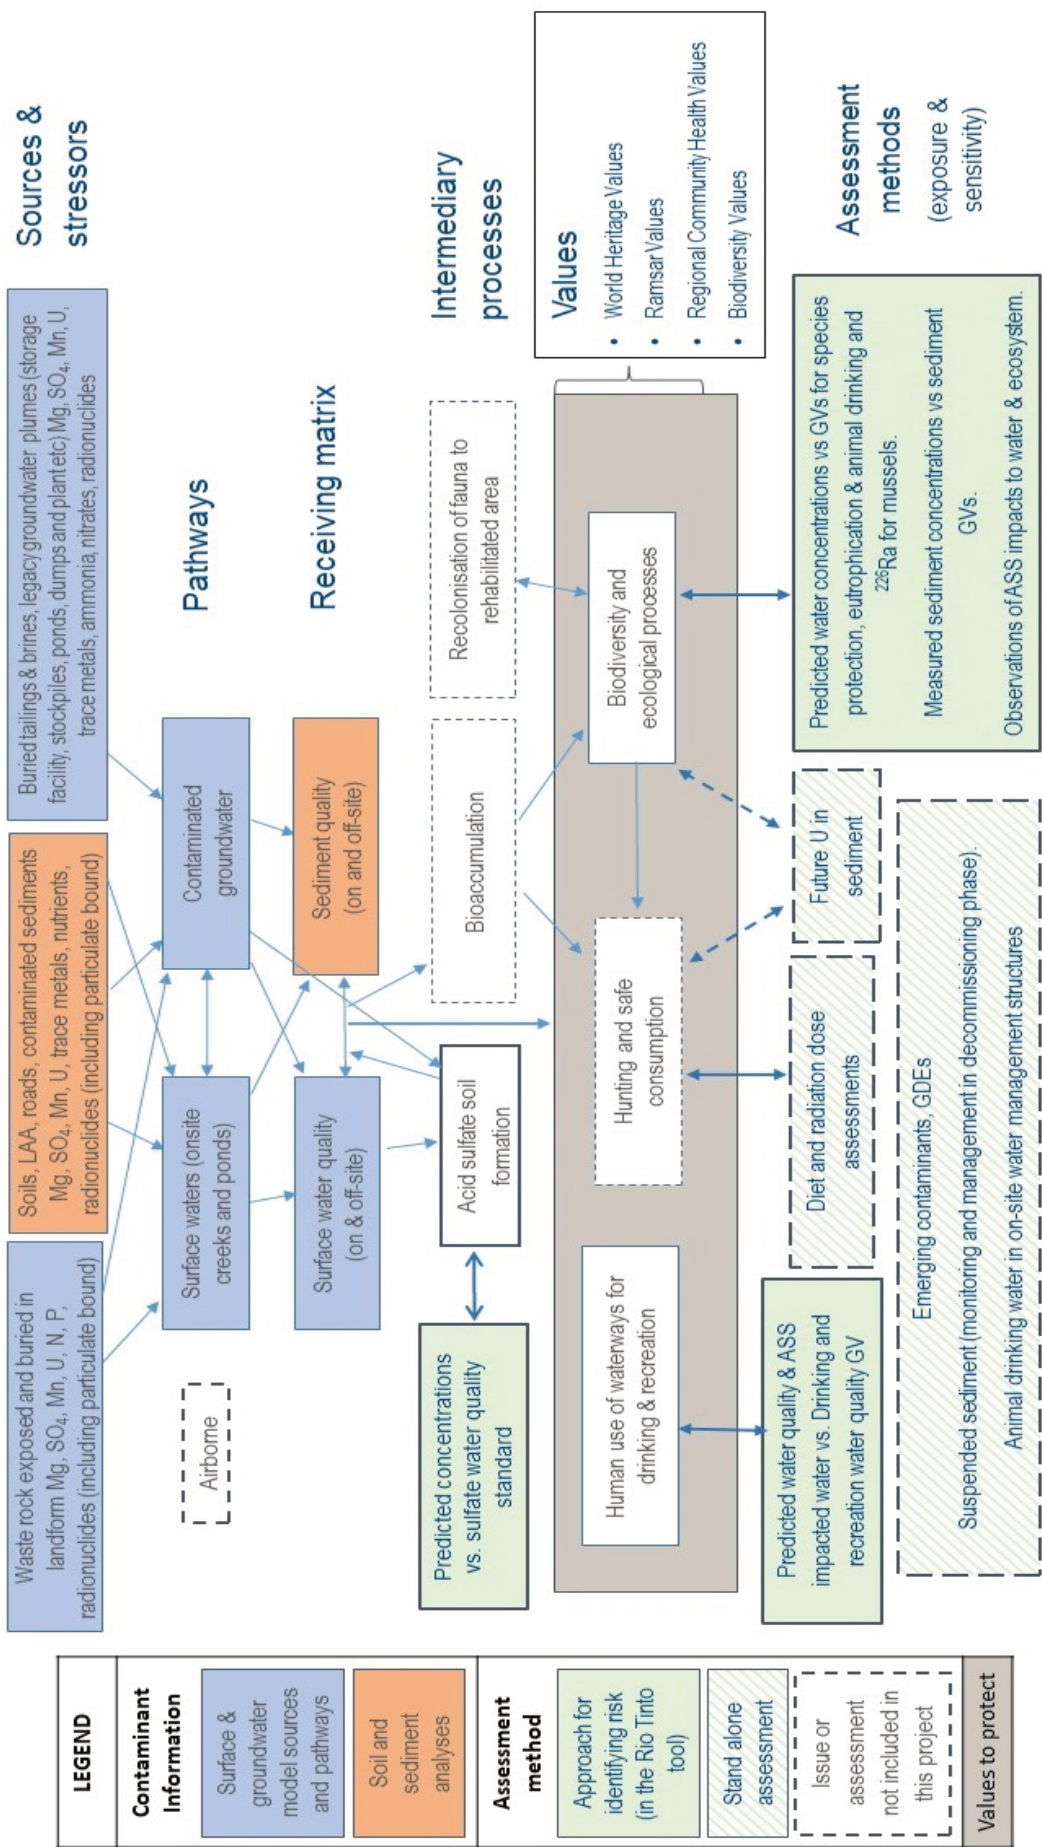 LEGEND
Contaminant
Information
Surface &
groundwater
model sources
and pathways
Soil and
sediment
analyses
Assessment
method
Approach for
identifying risk
(in the Rio Tinto
tool)
Stand alone
assessment
Issue or
assessment
not included in
this project
Values to protect
Sources &
stressors
Waste rock exposed and buried in
landform Mg, SO₄, Mn, U, N, P,
radionuclides (including particulate bound)
Soils, LAA, roads, contaminated sediments
Mg, SO₄, Mn, U, trace metals, nutrients,
radionuclides (including particulate bound)
Buried tailings & brines, legacy groundwater plumes (storage
facility, stockpiles, ponds, dumps and plant etc) Mg, SO₄, Mn, U,
trace metals, ammonia, nitrates, radionuclides
Pathways
Airborne
Surface waters (onsite
creeks and ponds)
Contaminated
groundwater
Receiving matrix
Surface water quality
(on & off-site)
Sediment quality
(on and off-site)
Intermediary
processes
Predicted concentrations
vs. sulfate water quality
standard
Acid sulfate soil
formation
Bioaccumulation
Recolonisation of fauna to
rehabilitated area
Values
• World Heritage Values
• Ramsar Values
• Regional Community Health Values
• Biodiversity Values
Human use of waterways for
drinking & recreation
Hunting and safe
consumption
Biodiversity and
ecological processes
Assessment
methods
(exposure &
sensitivity)
Predicted water quality & ASS
impacted water vs. Drinking and
recreation water quality GV
Diet and radiation dose
assessments
Future U in
sediment
Predicted water concentrations vs GVs for species
protection, eutrophication & animal drinking and
²²⁶Ra for mussels.
Measured sediment concentrations vs sediment
GVs.
Observations of ASS impacts to water & ecosystem.
Emerging contaminants, GDEs
Suspended sediment (monitoring and management in decommissioning phase).
Animal drinking water in on-site water management structures